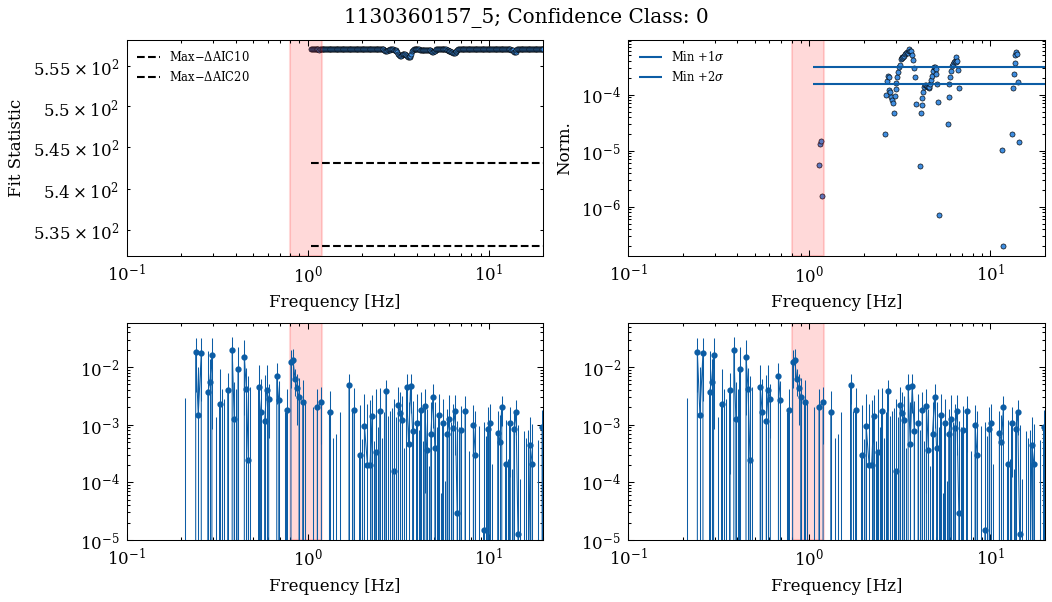 1130360157_5; Confidence Class: 0
Fit Statistic
5.55 × 10²
5.5 × 10²
5.45 × 10²
5.4 × 10²
5.35 × 10²
Max−ΔAIC10
Max−ΔAIC20
10⁻¹ 10⁰ 10¹
Frequency [Hz]
Norm.
10⁻⁴
10⁻⁵
10⁻⁶
Min +1σ
Min +2σ
10⁻¹ 10⁰ 10¹
Frequency [Hz]
10⁻²
10⁻³
10⁻⁴
10⁻⁵
10⁻¹ 10⁰ 10¹
Frequency [Hz]
10⁻²
10⁻³
10⁻⁴
10⁻⁵
10⁻¹ 10⁰ 10¹
Frequency [Hz]